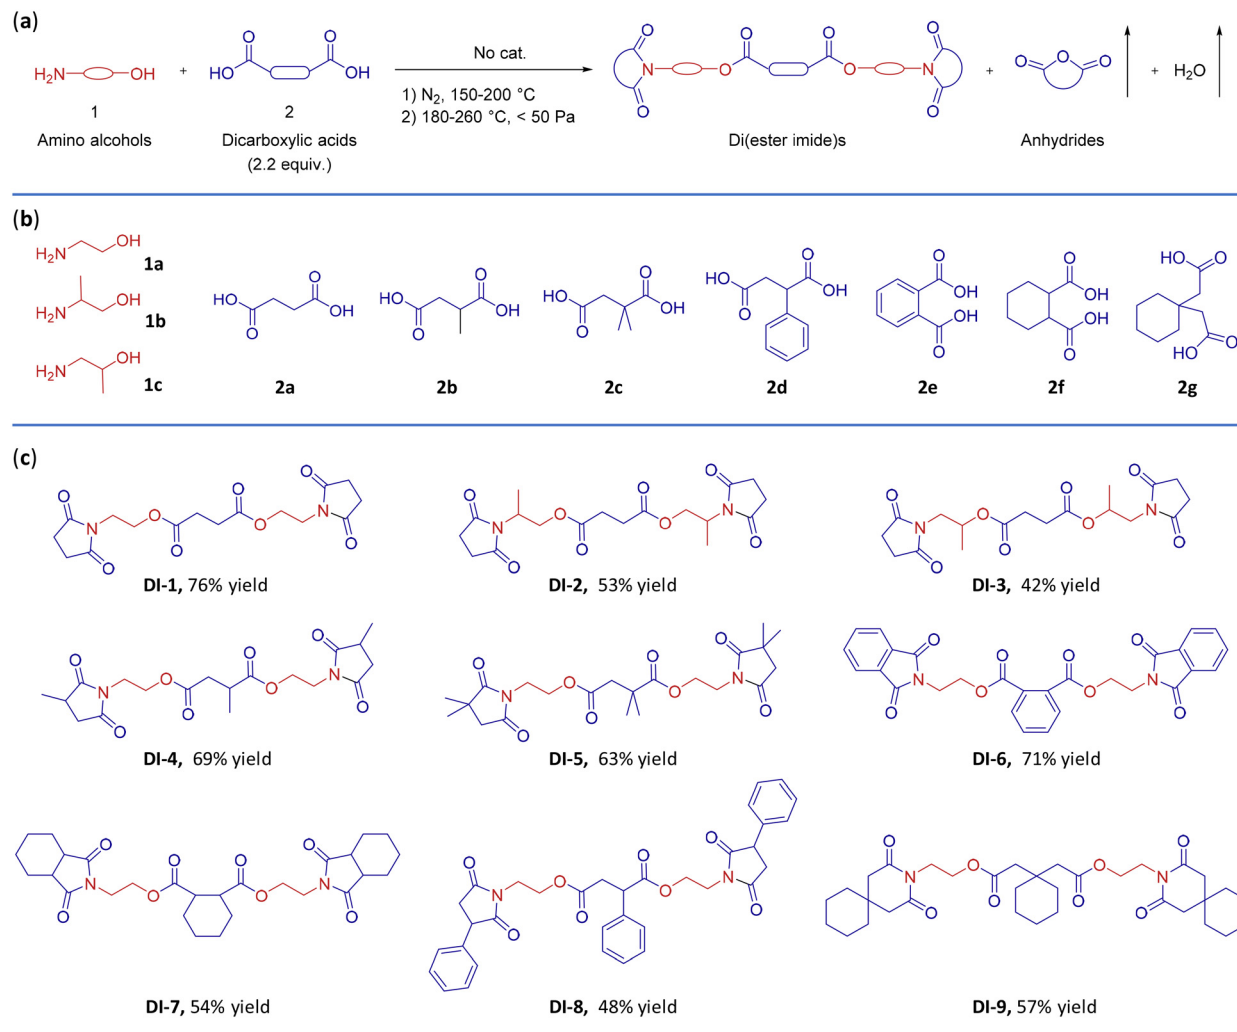 (a)
H2N OH + HO O O OH No cat. O N O O O O O N O + O O O + H2O
1) N2, 150-200 °C
2) 180-260 °C, < 50 Pa
1 2
Amino alcohols Dicarboxylic acids Di(ester imide)s Anhydrides
(2.2 equiv.)
(b)
H2N OH 1a
H2N OH 1b
H2N OH 1c
HO O O OH 2a
HO O O OH 2b
HO O O OH 2c
HO O O OH 2d
O OH OH O 2e
O OH OH O 2f
HO O HO O 2g
(c)
O N O O O O O N O
DI-1, 76% yield
O N O O O O O N O
DI-2, 53% yield
O N O O O O O N O
DI-3, 42% yield
O N O O O O O N O
DI-4, 69% yield
O N O O O O O N O
DI-5, 63% yield
O N O O O O O N O
DI-6, 71% yield
O N O O O O O N O
DI-7, 54% yield
O N O O O O O N O
DI-8, 48% yield
O N O O O O O N O
DI-9, 57% yield